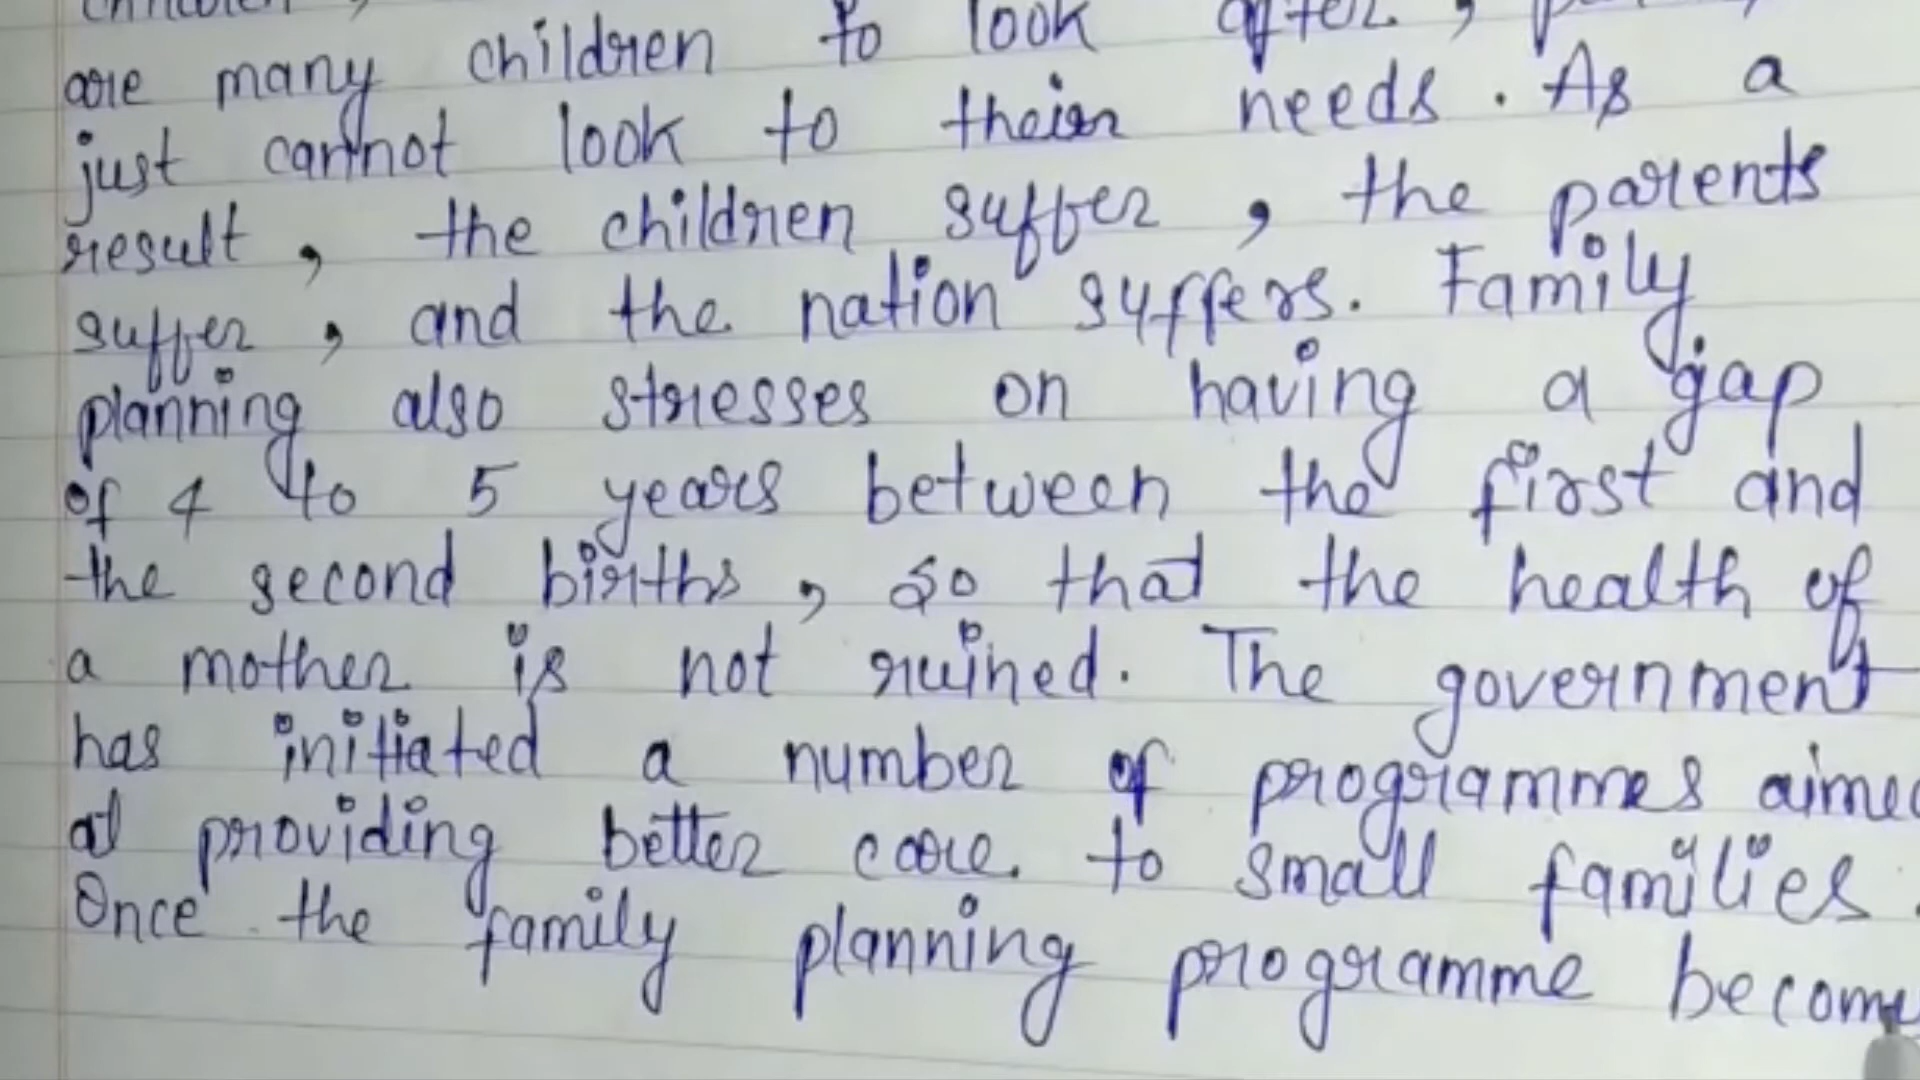 are many children to look after,
just cannot look to their needs. As a
result, the children suffer, the parents
suffer, and the nation suffers. Family
planning also stresses on having a gap
of 4 to 5 years between the first and
the second births, so that the health of
a mother is not ruined. The government
has initiated a number of programmes aimed
at providing better care to small families.
Once the family planning programme become